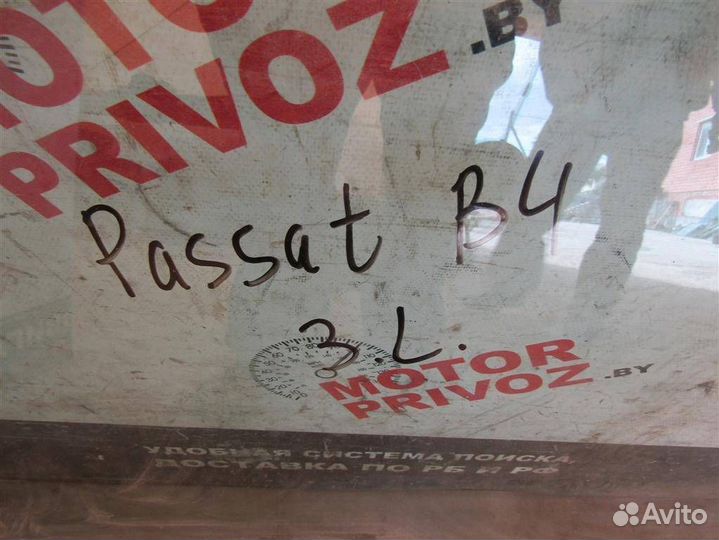 MOTOR
PRIVOZ.BY
Passat B4
3.L.
MOTOR
PRIVOZ.BY
УДОБНАЯ СИСТЕМА ПОИСКА,
ДОСТАВКА ПО РБ И РФ
Avito